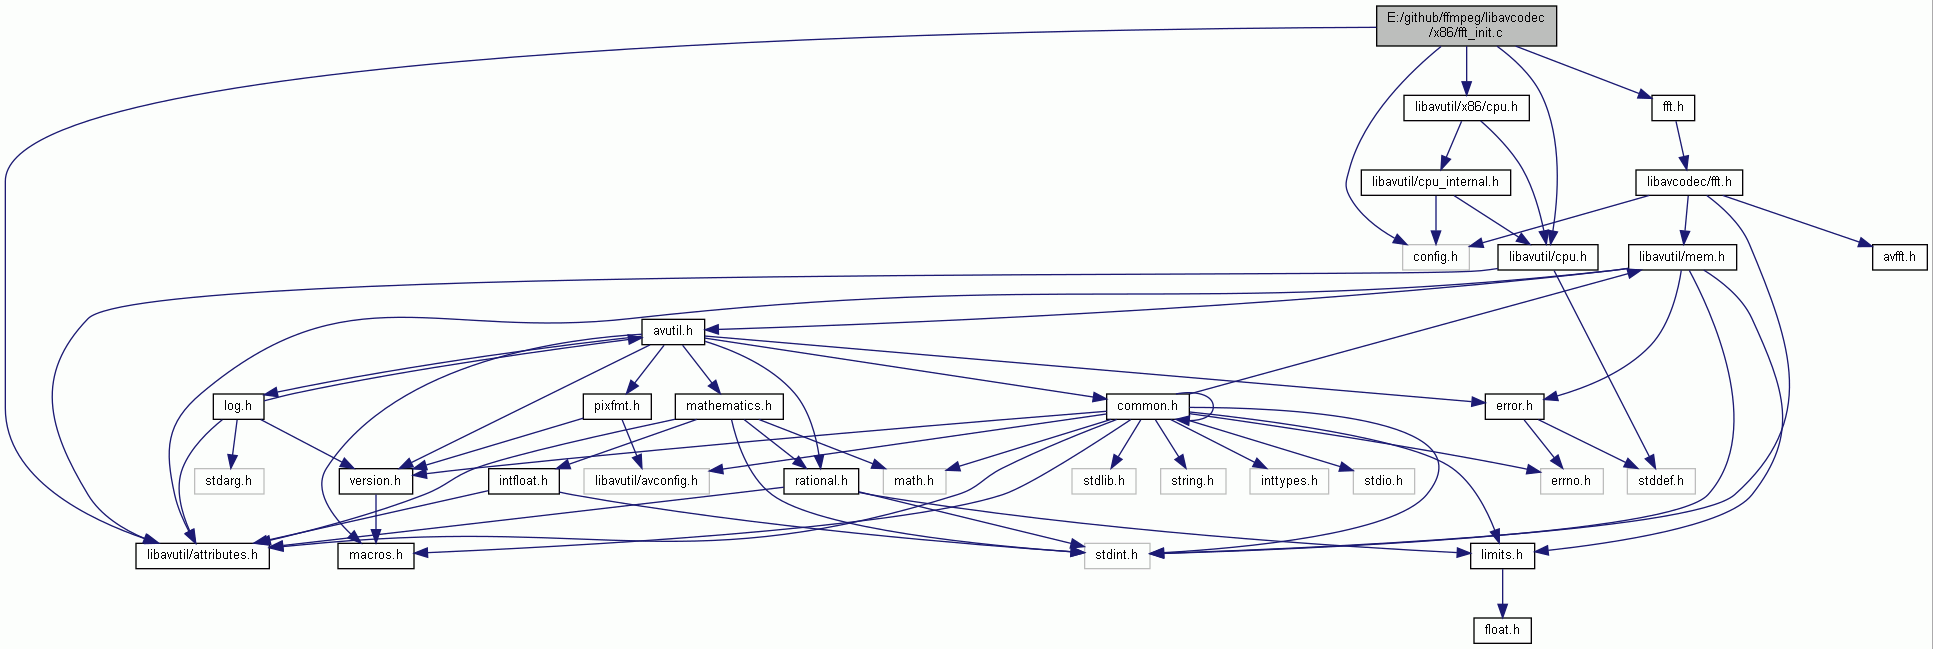 E:/github/ffmpeg/libavcodec
/x86/fft_init.c
libavutil/x86/cpu.h
fft.h
libavutil/cpu_internal.h
libavcodec/fft.h
config.h
libavutil/cpu.h
libavutil/mem.h
avfft.h
avutil.h
log.h
pixfmt.h
mathematics.h
common.h
error.h
stdarg.h
version.h
intfloat.h
libavutil/avconfig.h
rational.h
math.h
stdlib.h
string.h
inttypes.h
stdio.h
errno.h
stddef.h
libavutil/attributes.h
macros.h
stdint.h
limits.h
float.h